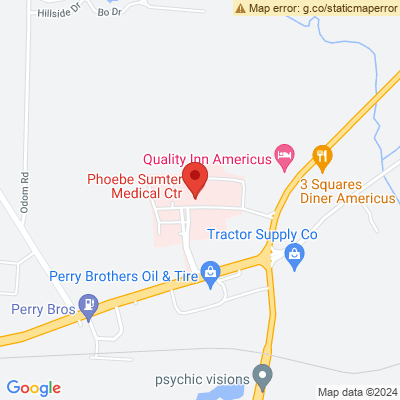 Hillside Dr
Bo Dr
Map error: g.co/staticmaperror
Odom Rd
Quality Inn Americus
Phoebe Sumter
Medical Ctr
3 Squares
Diner Americus
Tractor Supply Co
Perry Brothers Oil & Tire
Perry Bros
psychic visions
Google
Map data ©2024